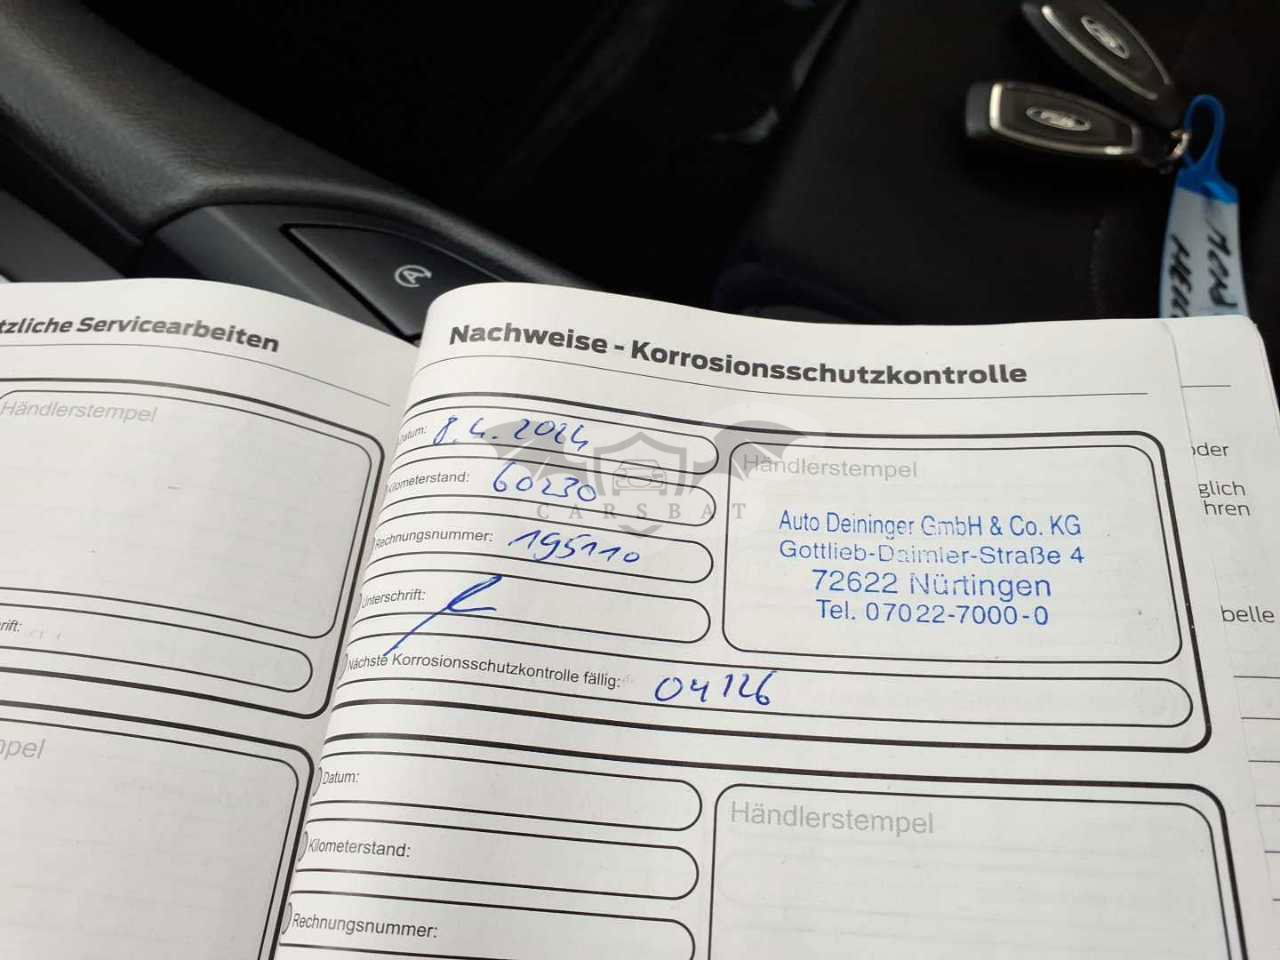 tzliche Servicearbeiten
Händlerstempel
rift:
mpel
Nachweise - Korrosionsschutzkontrolle
Datum: 8.4.2024
Kilometerstand: 60230
Rechnungsnummer: 195110
Unterschrift:
Händlerstempel
Auto Deininger GmbH & Co. KG
Gottlieb-Daimler-Straße 4
72622 Nürtingen
Tel. 07022-7000-0
Nächste Korrosionsschutzkontrolle fällig: 04/26
Datum:
Kilometerstand:
Rechnungsnummer:
Händlerstempel
oder
glich
hren
belle
CARSBAT
A